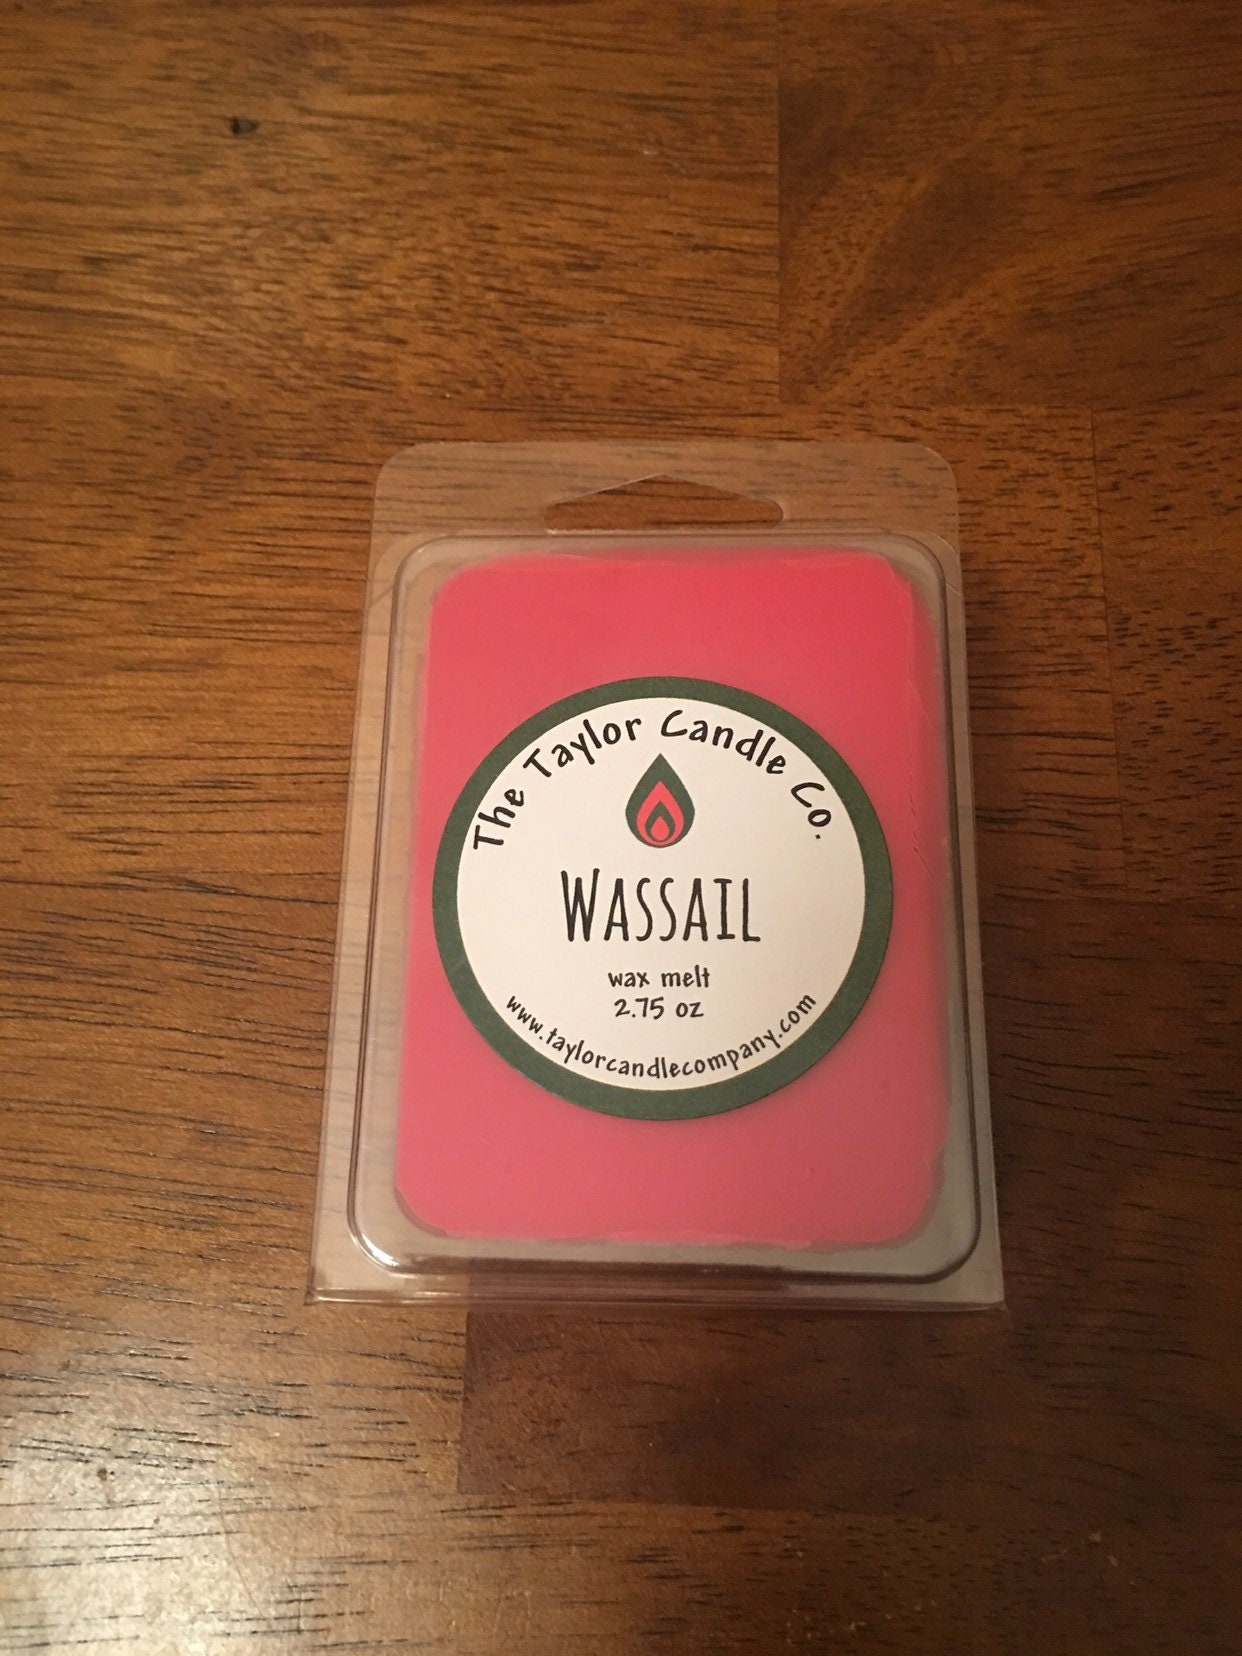 The Taylor Candle Co.
WASSAIL
wax melt
2.75 oz
www.taylorcandlecompany.com